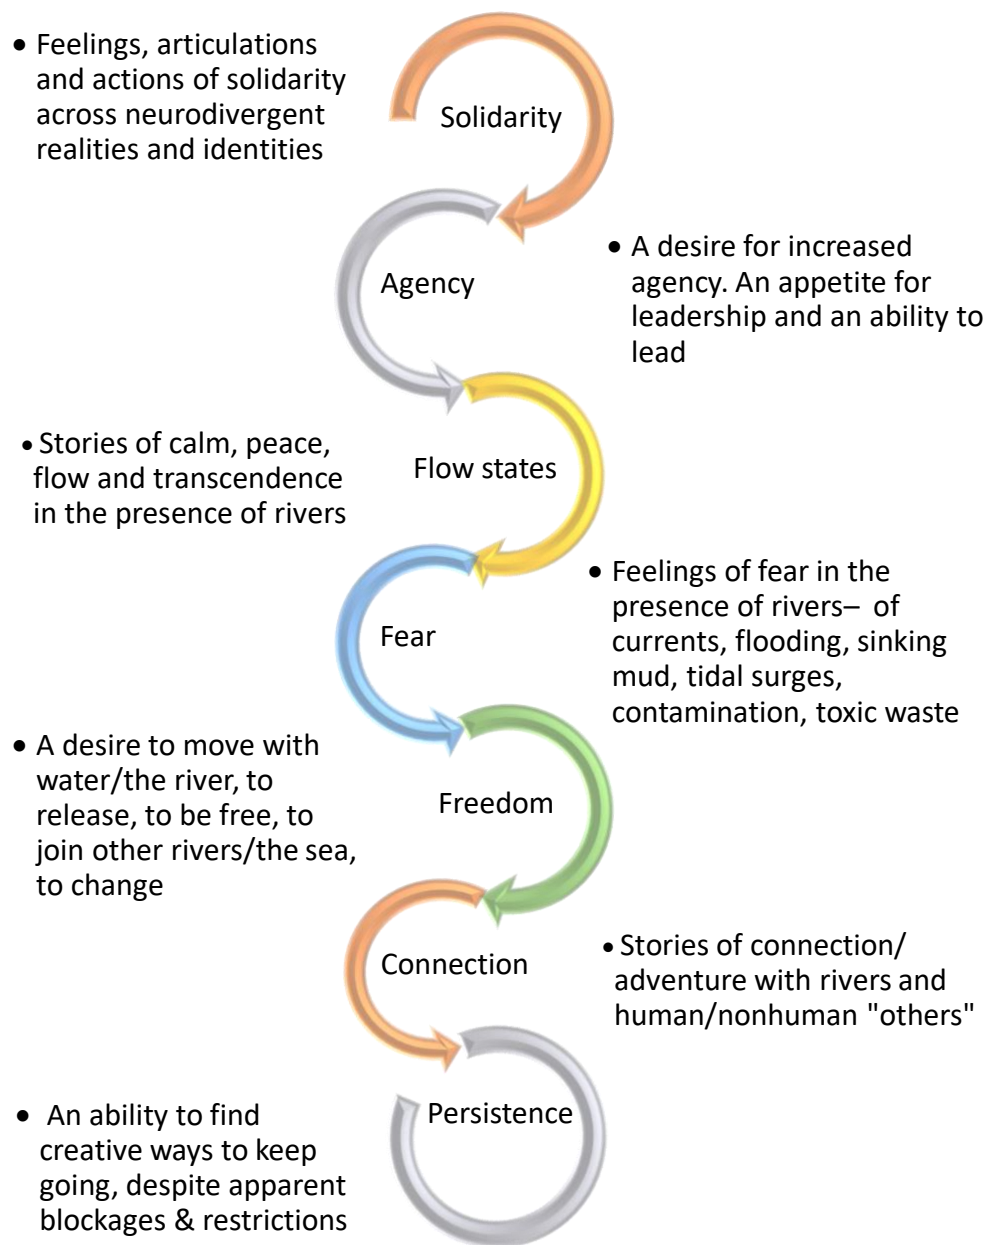 • Feelings, articulations
and actions of solidarity
across neurodivergent
realities and identities
Solidarity
Agency
• A desire for increased
agency. An appetite for
leadership and an ability to
lead
• Stories of calm, peace,
flow and transcendence
in the presence of rivers
Flow states
Fear
• Feelings of fear in the
presence of rivers– of
currents, flooding, sinking
mud, tidal surges,
contamination, toxic waste
• A desire to move with
water/the river, to
release, to be free, to
join other rivers/the sea,
to change
Freedom
Connection
• Stories of connection/
adventure with rivers and
human/nonhuman "others"
• An ability to find
creative ways to keep
going, despite apparent
blockages & restrictions
Persistence